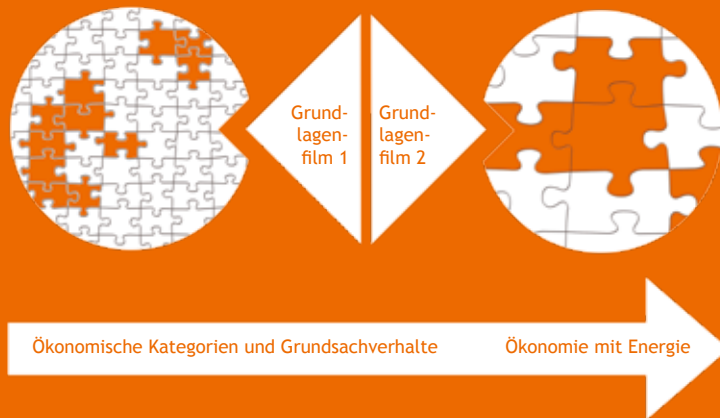 Grund-
lagen-
film 1
Grund-
lagen-
film 2
Ökonomische Kategorien und Grundsachverhalte
Ökonomie mit Energie